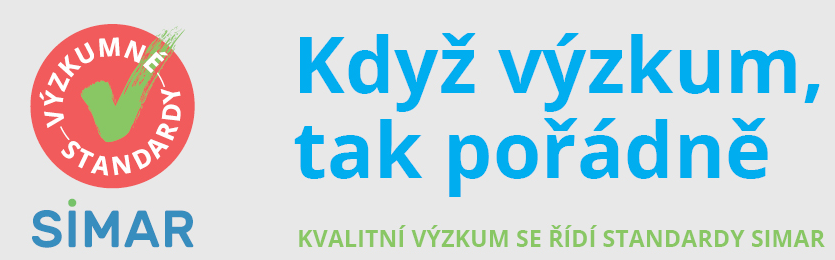 VÝZKUMNÉ
STANDARDY
SIMAR
Když výzkum,
tak pořádně
KVALITNÍ VÝZKUM SE ŘÍDÍ STANDARDY SIMAR